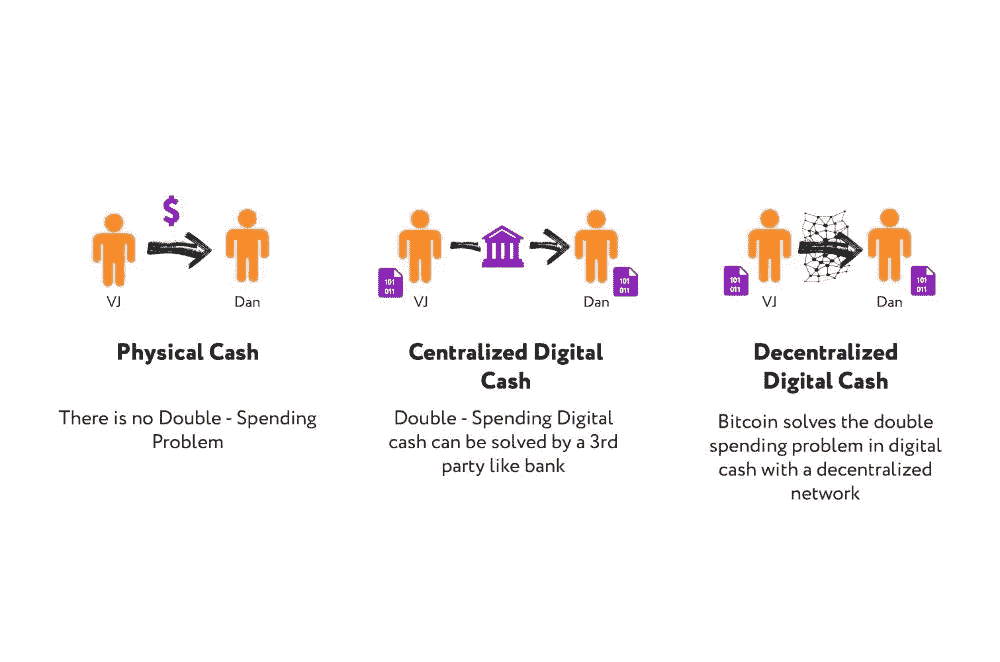 $
101
011
VJ
Dan
101
011
VJ
Dan
101
011
101
011
VJ
Dan
101
011
Physical Cash
There is no Double - Spending
Problem
Centralized Digital
Cash
Double - Spending Digital
cash can be solved by a 3rd
party like bank
Decentralized
Digital Cash
Bitcoin solves the double
spending problem in digital
cash with a decentralized
network